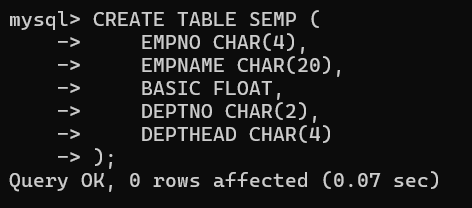 mysql> CREATE TABLE SEMP (
    ->     EMPNO CHAR(4),
    ->     EMPNAME CHAR(20),
    ->     BASIC FLOAT,
    ->     DEPTNO CHAR(2),
    ->     DEPTHEAD CHAR(4)
    -> );
Query OK, 0 rows affected (0.07 sec)